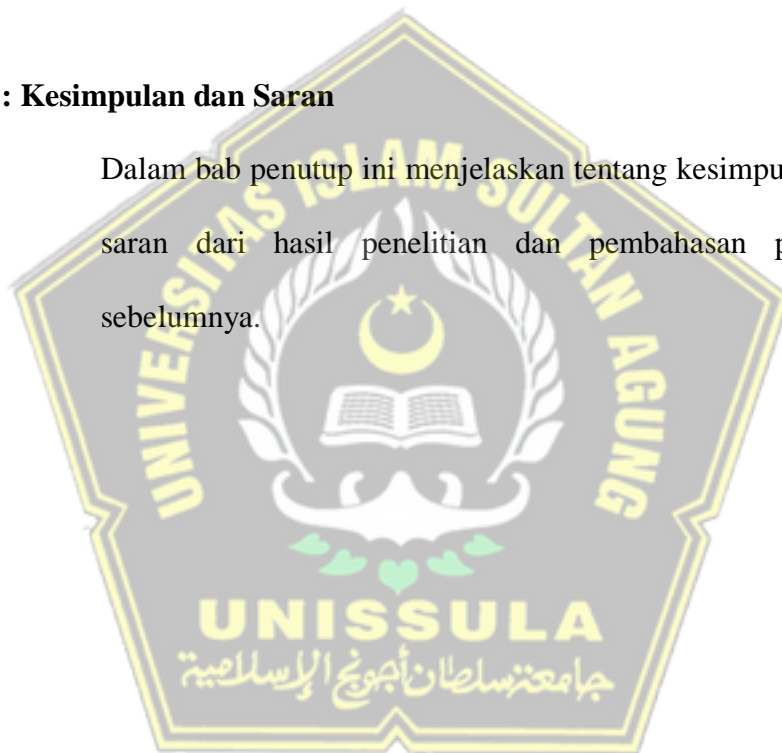 : Kesimpulan dan Saran
Dalam bab penutup ini menjelaskan tentang kesimpu
saran dari hasil penelitian dan pembahasan p
sebelumnya.
UNIVERSITAS ISLAM SULTAN AGUNG
UNISSULA
جامعة سلطان أجونج الإسلامية